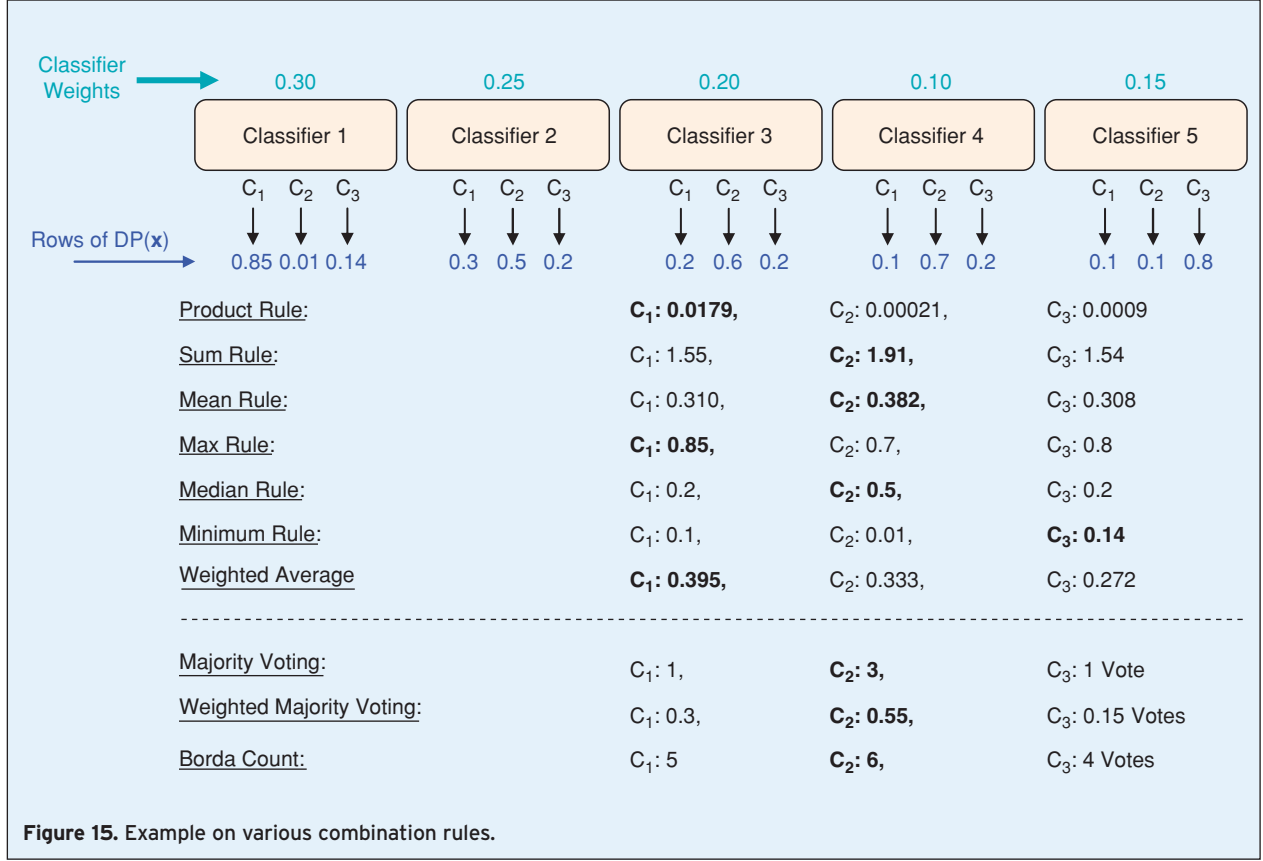 Classifier Weights 0.30 0.25 0.20 0.10 0.15
Classifier 1 Classifier 2 Classifier 3 Classifier 4 Classifier 5
C1 C2 C3 C1 C2 C3 C1 C2 C3 C1 C2 C3 C1 C2 C3
Rows of DP(x) 0.85 0.01 0.14 0.3 0.5 0.2 0.2 0.6 0.2 0.1 0.7 0.2 0.1 0.1 0.8
Product Rule: C1: 0.0179, C2: 0.00021, C3: 0.0009
Sum Rule: C1: 1.55, C2: 1.91, C3: 1.54
Mean Rule: C1: 0.310, C2: 0.382, C3: 0.308
Max Rule: C1: 0.85, C2: 0.7, C3: 0.8
Median Rule: C1: 0.2, C2: 0.5, C3: 0.2
Minimum Rule: C1: 0.1, C2: 0.01, C3: 0.14
Weighted Average C1: 0.395, C2: 0.333, C3: 0.272
Majority Voting: C1: 1, C2: 3, C3: 1 Vote
Weighted Majority Voting: C1: 0.3, C2: 0.55, C3: 0.15 Votes
Borda Count: C1: 5 C2: 6, C3: 4 Votes
Figure 15. Example on various combination rules.